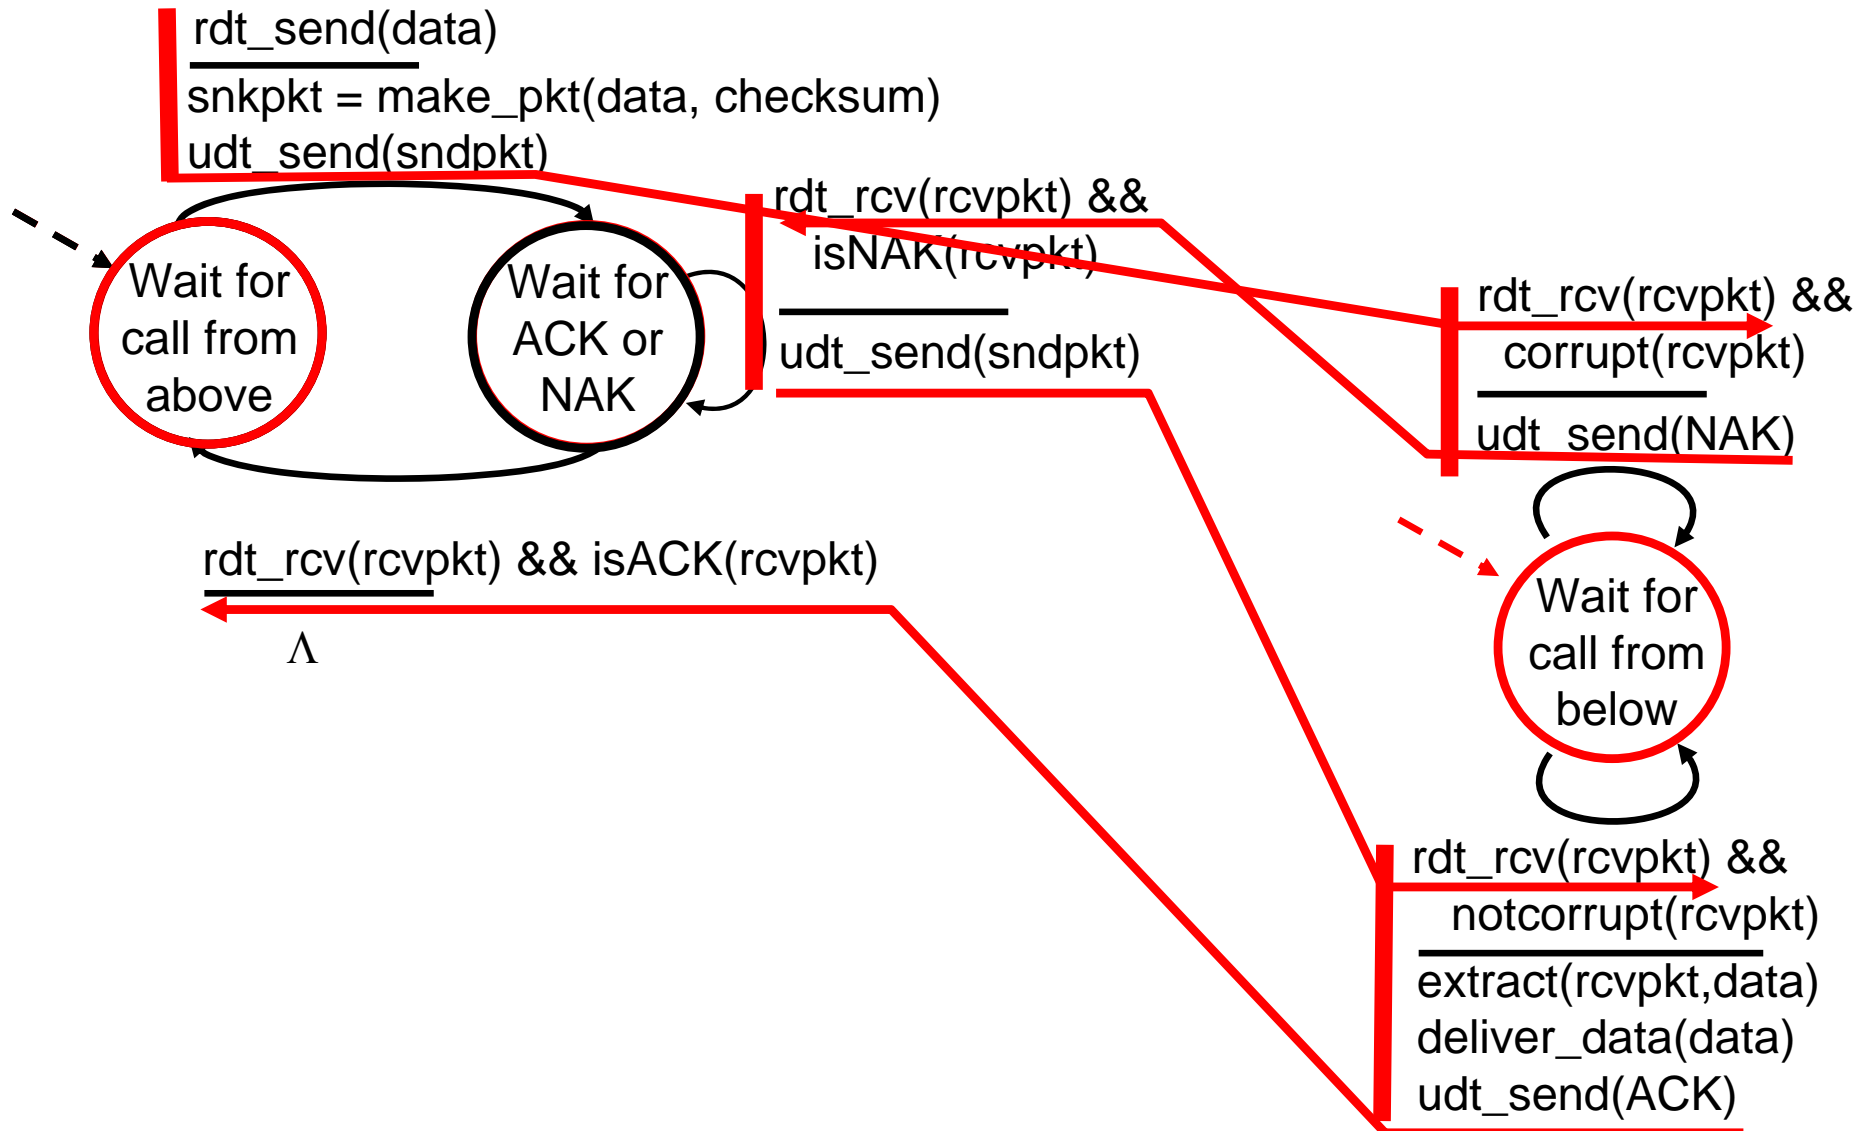 rdt_send(data)
snkpkt = make_pkt(data, checksum)
udt_send(sndpkt)
rdt_rcv(rcvpkt) &&
isNAK(rcvpkt)
udt_send(sndpkt)
Wait for
call from
above
Wait for
ACK or
NAK
rdt_rcv(rcvpkt) && isACK(rcvpkt)
Λ
rdt_rcv(rcvpkt) &&
corrupt(rcvpkt)
udt_send(NAK)
Wait for
call from
below
rdt_rcv(rcvpkt) &&
notcorrupt(rcvpkt)
extract(rcvpkt,data)
deliver_data(data)
udt_send(ACK)